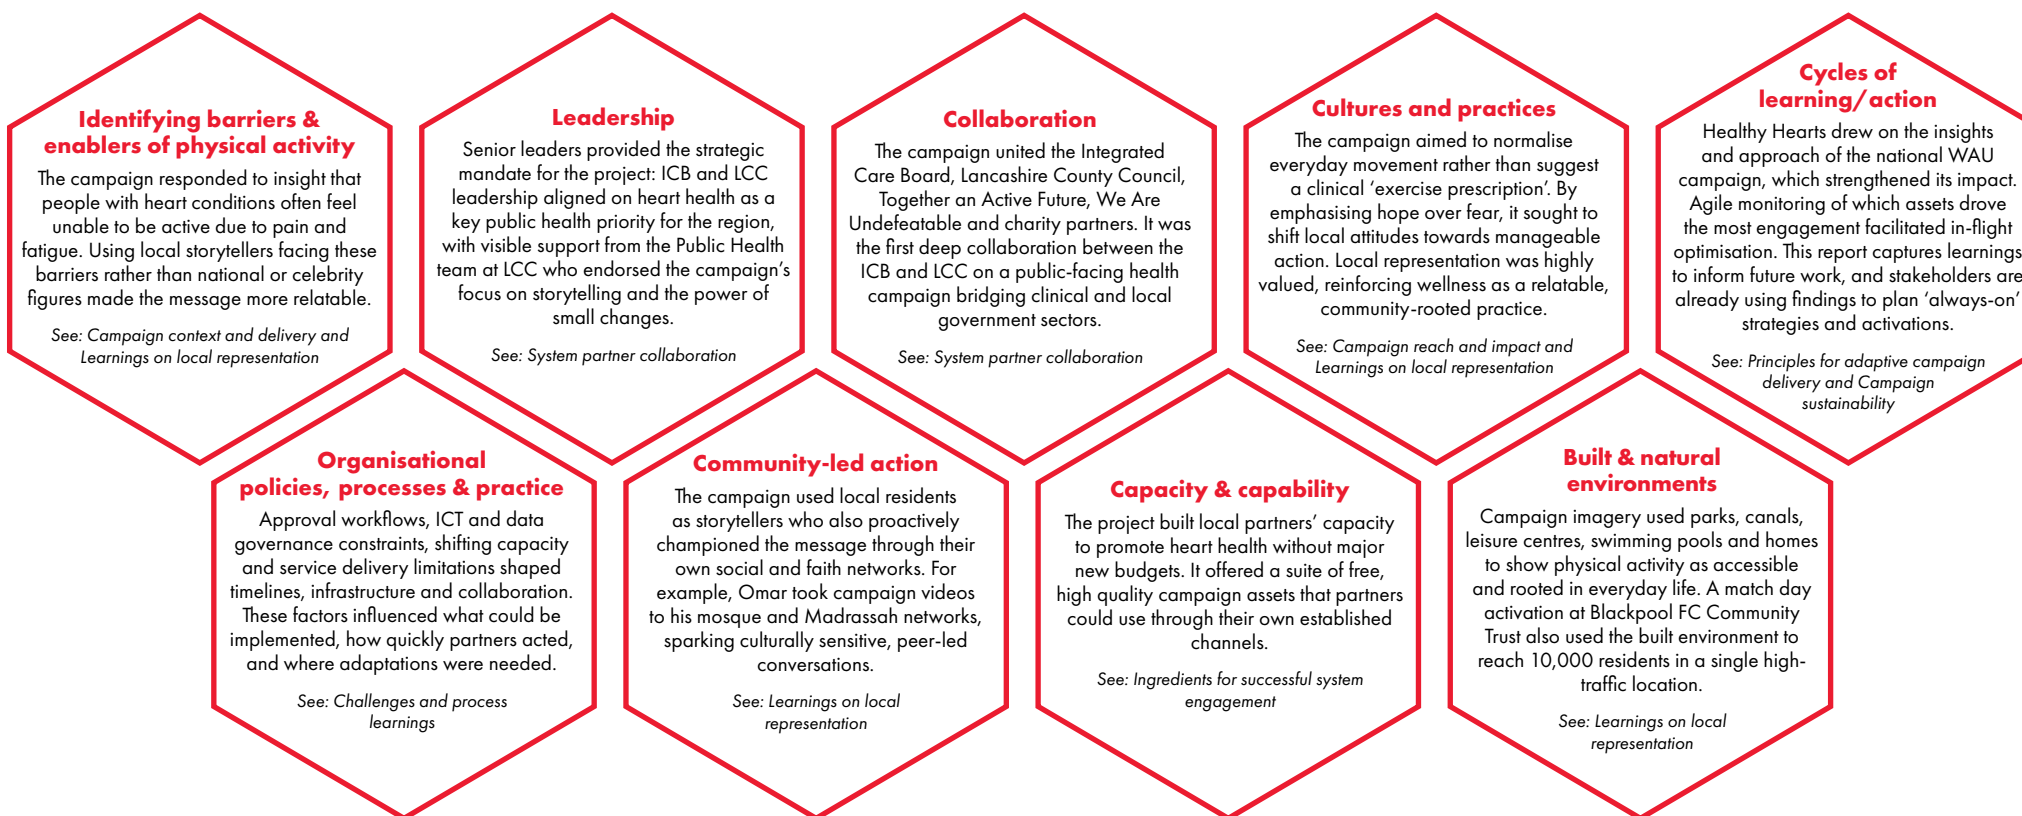 Identifying barriers &
enablers of physical activity
The campaign responded to insight that
people with heart conditions often feel
unable to be active due to pain and
fatigue. Using local storytellers facing these
barriers rather than national or celebrity
figures made the message more relatable.
See: Campaign context and delivery and
Learnings on local representation
Leadership
Senior leaders provided the strategic
mandate for the project: ICB and LCC
leadership aligned on heart health as a
key public health priority for the region,
with visible support from the Public Health
team at LCC who endorsed the campaign's
focus on storytelling and the power of
small changes.
See: System partner collaboration
Collaboration
The campaign united the Integrated
Care Board, Lancashire County Council,
Together an Active Future, We Are
Undefeatable and charity partners. It was
the first deep collaboration between the
ICB and LCC on a public-facing health
campaign bridging clinical and local
government sectors.
See: System partner collaboration
Cultures and practices
The campaign aimed to normalise
everyday movement rather than suggest
a clinical 'exercise prescription'. By
emphasising hope over fear, it sought to
shift local attitudes towards manageable
action. Local representation was highly
valued, reinforcing wellness as a relatable,
community-rooted practice.
See: Campaign reach and impact and
Learnings on local representation
Cycles of
learning/action
Healthy Hearts drew on the insights
and approach of the national WAU
campaign, which strengthened its impact.
Agile monitoring of which assets drove
the most engagement facilitated in-flight
optimisation. This report captures learnings
to inform future work, and stakeholders are
already using findings to plan 'always-on'
strategies and activations.
See: Principles for adaptive campaign
delivery and Campaign
sustainability
Organisational
policies, processes & practice
Approval workflows, ICT and data
governance constraints, shifting capacity
and service delivery limitations shaped
timelines, infrastructure and collaboration.
These factors influenced what could be
implemented, how quickly partners acted,
and where adaptations were needed.
See: Challenges and process
learnings
Community-led action
The campaign used local residents
as storytellers who also proactively
championed the message through their
own social and faith networks. For
example, Omar took campaign videos
to his mosque and Madrassah networks,
sparking culturally sensitive, peer-led
conversations.
See: Learnings on local
representation
Capacity & capability
The project built local partners' capacity
to promote heart health without major
new budgets. It offered a suite of free,
high quality campaign assets that partners
could use through their own established
channels.
See: Ingredients for successful system
engagement
Built & natural
environments
Campaign imagery used parks, canals,
leisure centres, swimming pools and homes
to show physical activity as accessible
and rooted in everyday life. A match day
activation at Blackpool FC Community
Trust also used the built environment to
reach 10,000 residents in a single high-
traffic location.
See: Learnings on local
representation